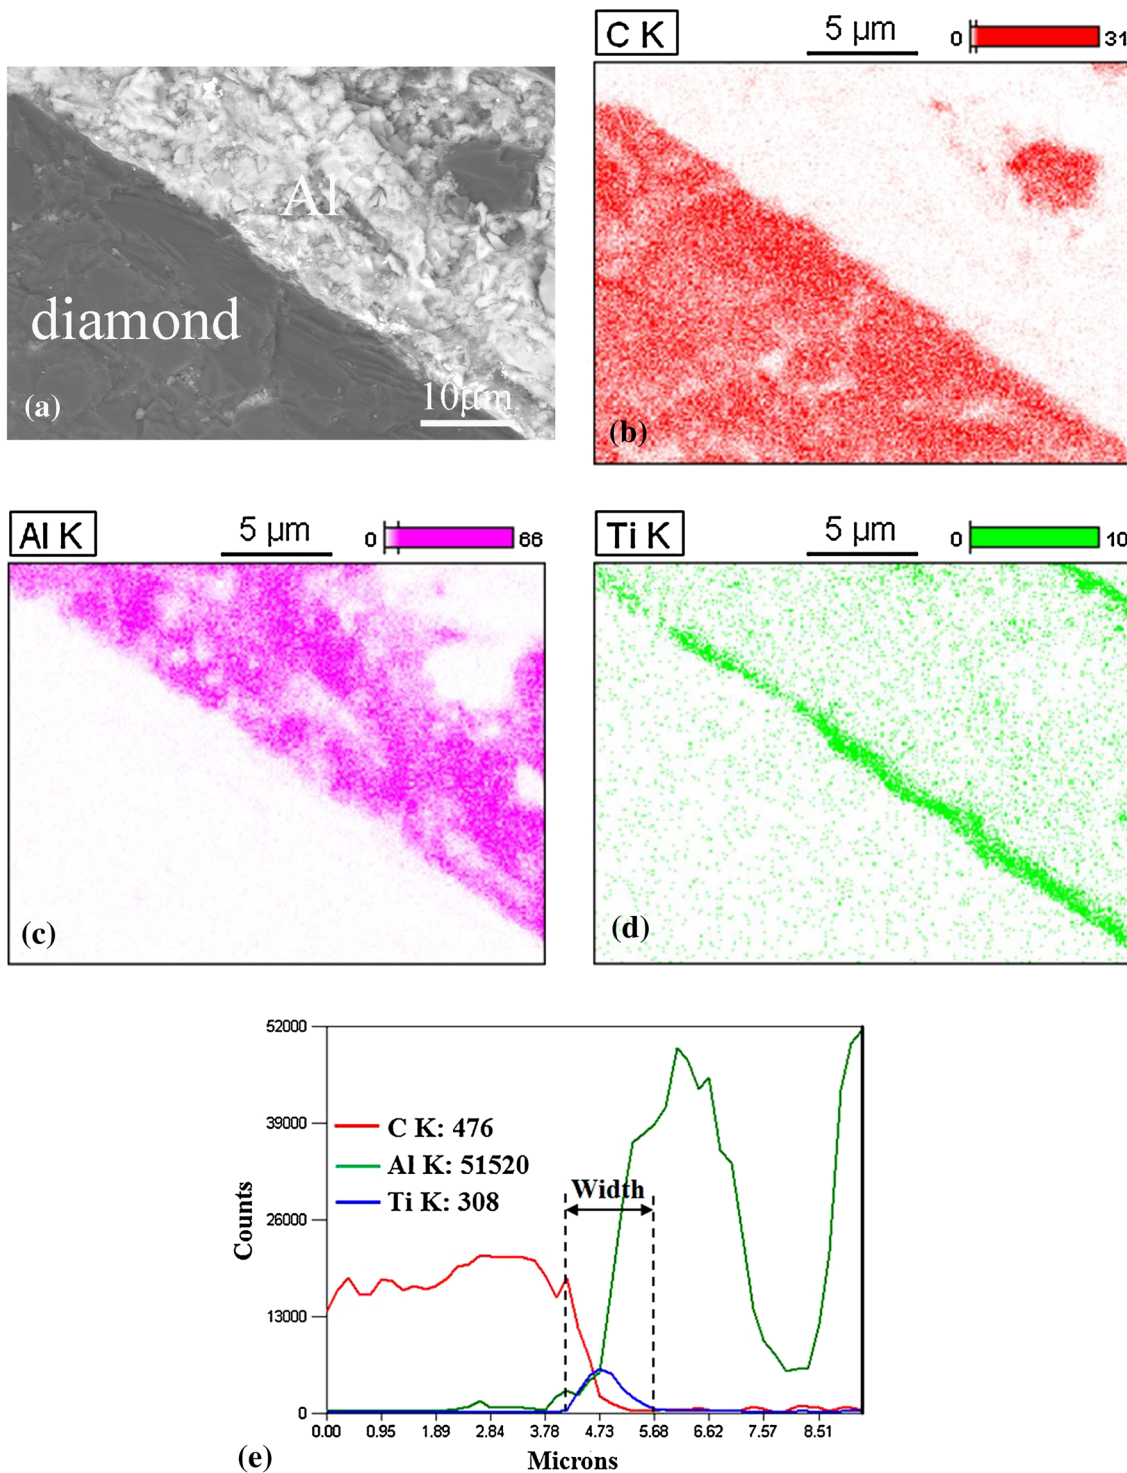 C K
5 µm
0
31
Al
diamond
10µm
(a)
(b)
Al K
5 µm
0
66
Ti K
5 µm
0
10
(c)
(d)
52000
39000
26000
13000
0
Counts
C K: 476
Al K: 51520
Ti K: 308
Width
0.00 0.95 1.89 2.84 3.78 4.73 5.68 6.62 7.57 8.51
Microns
(e)